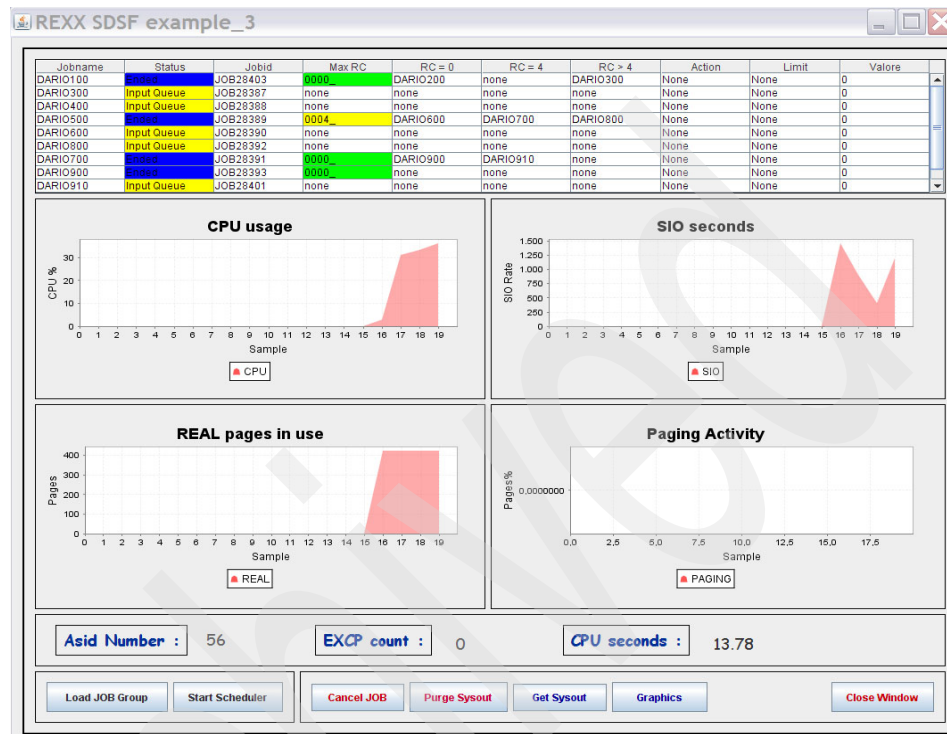 REXX SDSF example_3
Jobname Status Jobid Max RC RC = 0 RC = 4 RC > 4 Action Limit Valore
DARIO100 Ended JOB28403 0000_ DARIO200 none DARIO300 None None 0
DARIO300 Input Queue JOB28387 none none none none None None 0
DARIO400 Input Queue JOB28388 none none none none None None 0
DARIO500 Ended JOB28389 0004_ DARIO600 DARIO700 DARIO800 None None 0
DARIO600 Input Queue JOB28390 none none none none None None 0
DARIO800 Input Queue JOB28392 none none none none None None 0
DARIO700 Ended JOB28391 0000_ DARIO900 DARIO910 none None None 0
DARIO900 Ended JOB28393 0000_ none none none None None 0
DARIO910 Input Queue JOB28401 none none none none None None 0
CPU usage
CPU %
30
20
10
0
0 1 2 3 4 5 6 7 8 9 10 11 12 13 14 15 16 17 18 19
Sample
CPU
SIO seconds
SIO Rate
1.500
1.250
1.000
750
500
250
0
0 1 2 3 4 5 6 7 8 9 10 11 12 13 14 15 16 17 18 19
Sample
SIO
REAL pages in use
Pages
400
300
200
100
0
0 1 2 3 4 5 6 7 8 9 10 11 12 13 14 15 16 17 18 19
Sample
REAL
Paging Activity
Pages%
0,0000000
0,0 2,5 5,0 7,5 10,0 12,5 15,0 17,5
Sample
PAGING
Asid Number : 56 EXCP count : 0 CPU seconds : 13.78
Load JOB Group Start Scheduler Cancel JOB Purge Sysout Get Sysout Graphics Close Window